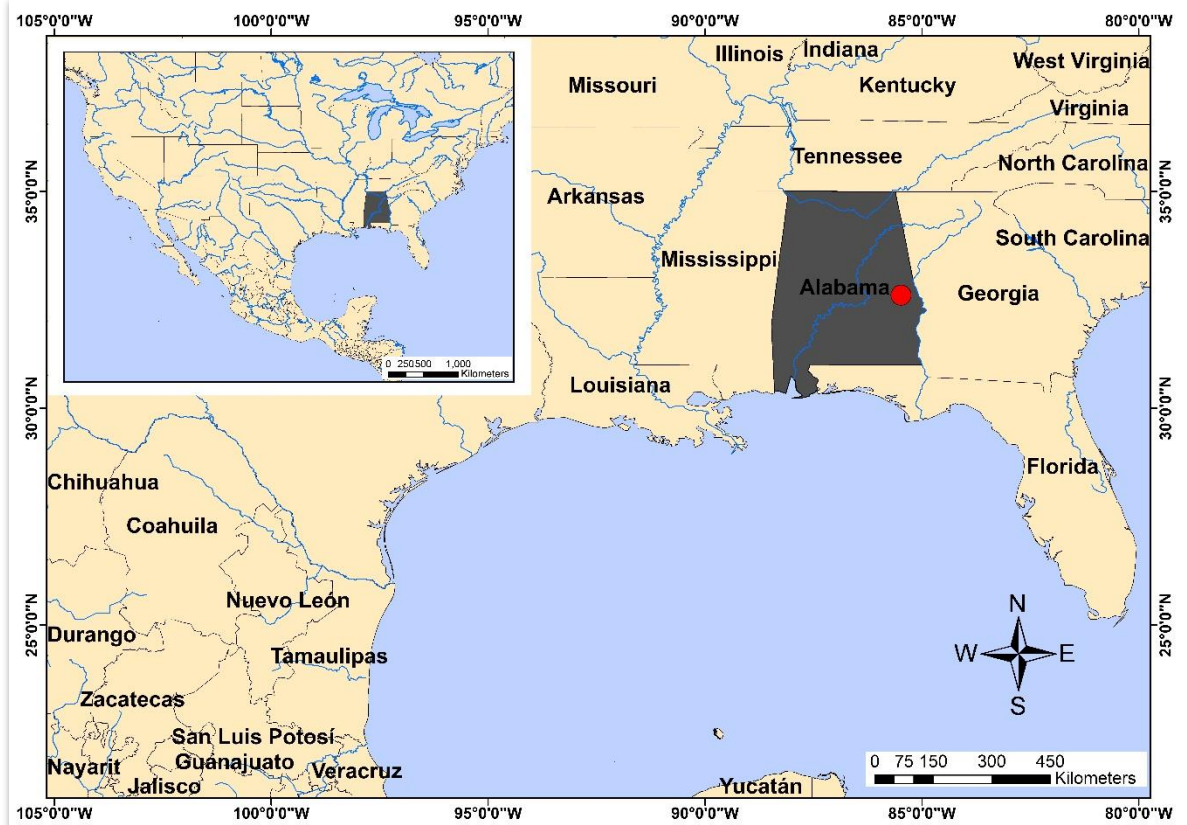 105°0'0"W
100°0'0"W
95°0'0"W
90°0'0"W
85°0'0"W
80°0'0"W
Illinois
Indiana
West Virginia
Missouri
Kentucky
Virginia
Tennessee
North Carolina
35°0'0"N
35°0'0"N
Arkansas
South Carolina
Mississippi
Alabama
Georgia
0 250500 1,000
Kilometers
Louisiana
30°0'0"N
30°0'0"N
Florida
Chihuahua
Coahuila
Nuevo León
25°0'0"N
25°0'0"N
Durango
Tamaulipas
N
W
E
S
Zacatecas
San Luis Potosí
Guanajuato
Nayarit
Veracruz
Jalisco
Yucatán
0 75 150 300 450
Kilometers
105°0'0"W
100°0'0"W
95°0'0"W
90°0'0"W
85°0'0"W
80°0'0"W